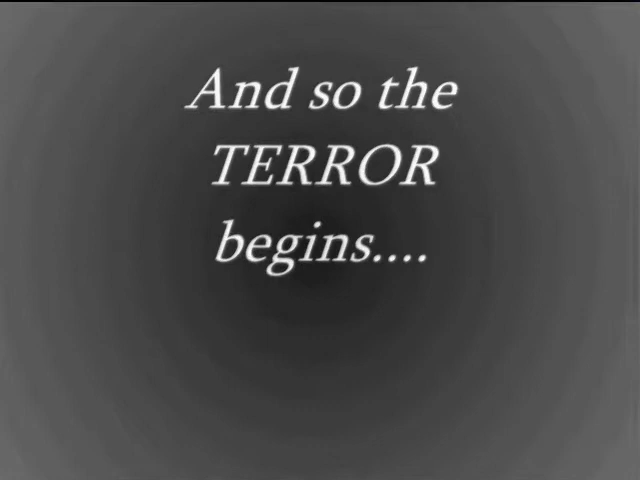 And so the
TERROR
begins....